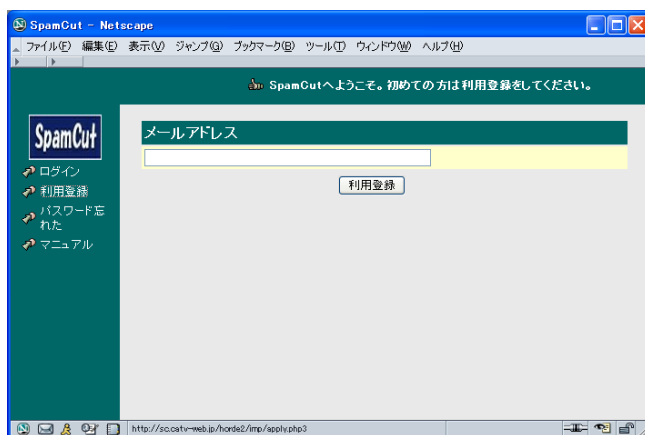 SpamCut - Netscape
ファイル(F) 編集(E) 表示(V) ジャンプ(G) ブックマーク(B) ツール(T) ウィンドウ(W) ヘルプ(H)
SpamCutへようこそ。初めての方は利用登録をしてください。
SpamCut
メールアドレス
利用登録
ログイン
利用登録
パスワード忘
れた
マニュアル
http://sc.catv-web.jp/horde2/imp/apply.php3